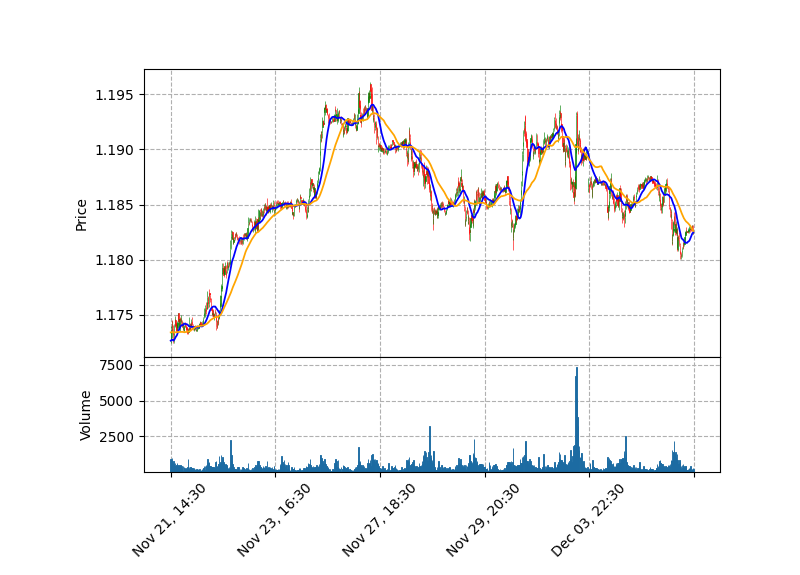 1.195
1.190
1.185
1.180
1.175
Price
7500
5000
2500
Volume
Nov 21, 14:30
Nov 23, 16:30
Nov 27, 18:30
Nov 29, 20:30
Dec 03, 22:30